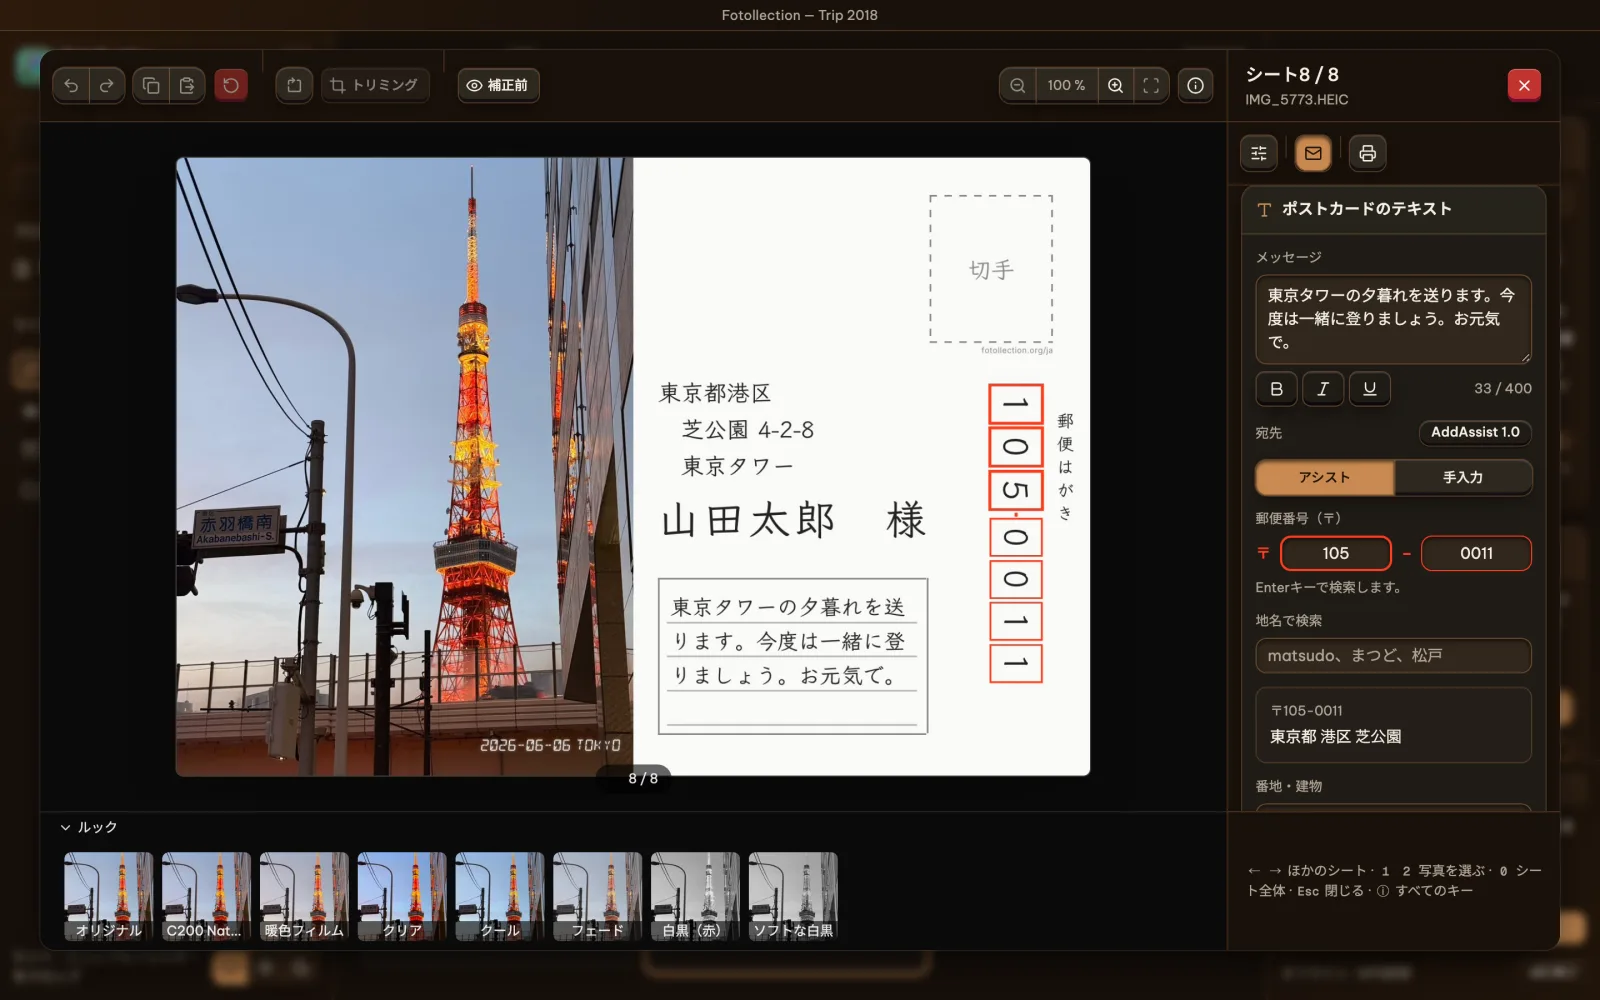 Fotollection — Trip 2018
トリミング
補正前
100 %
シート8 / 8
IMG_5773.HEIC
ポストカードのテキスト
メッセージ
東京タワーの夕暮れを送ります。今
度は一緒に登りましょう。お元気
で。
B I U
33 / 400
宛先
AddAssist 1.0
アシスト
手入力
郵便番号（〒）
〒 105 – 0011
Enterキーで検索します。
地名で検索
matsudo、まつど、松戸
〒105-0011
東京都 港区 芝公園
番地・建物
← → ほかのシート · 1 2 写真を選ぶ · 0 シー
ト全体 · Esc 閉じる · ⓘ すべてのキー
赤羽橋南
Akabanebashi-S.
2026-06-06 TOKYO
切手
fotollection.org/ja
東京都港区
芝公園 4-2-8
東京タワー
山田太郎　様
東京タワーの夕暮れを送
ります。今度は一緒に登
りましょう。お元気で。
郵便はがき
1050011
8 / 8
ルック
オリジナル
C200 Nat...
暖色フィルム
クリア
クール
フェード
白黒（赤）
ソフトな白黒